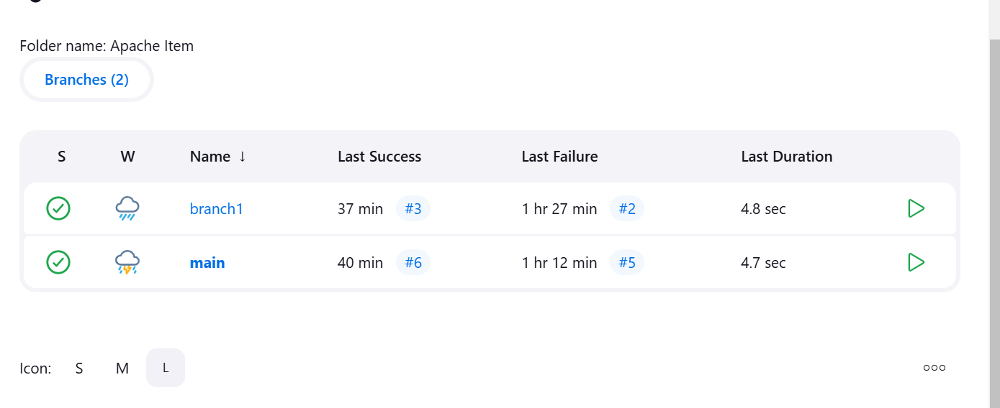 Folder name: Apache Item
Branches (2)
S W Name ↓ Last Success Last Failure Last Duration
branch1 37 min #3 1 hr 27 min #2 4.8 sec
main 40 min #6 1 hr 12 min #5 4.7 sec
Icon: S M L